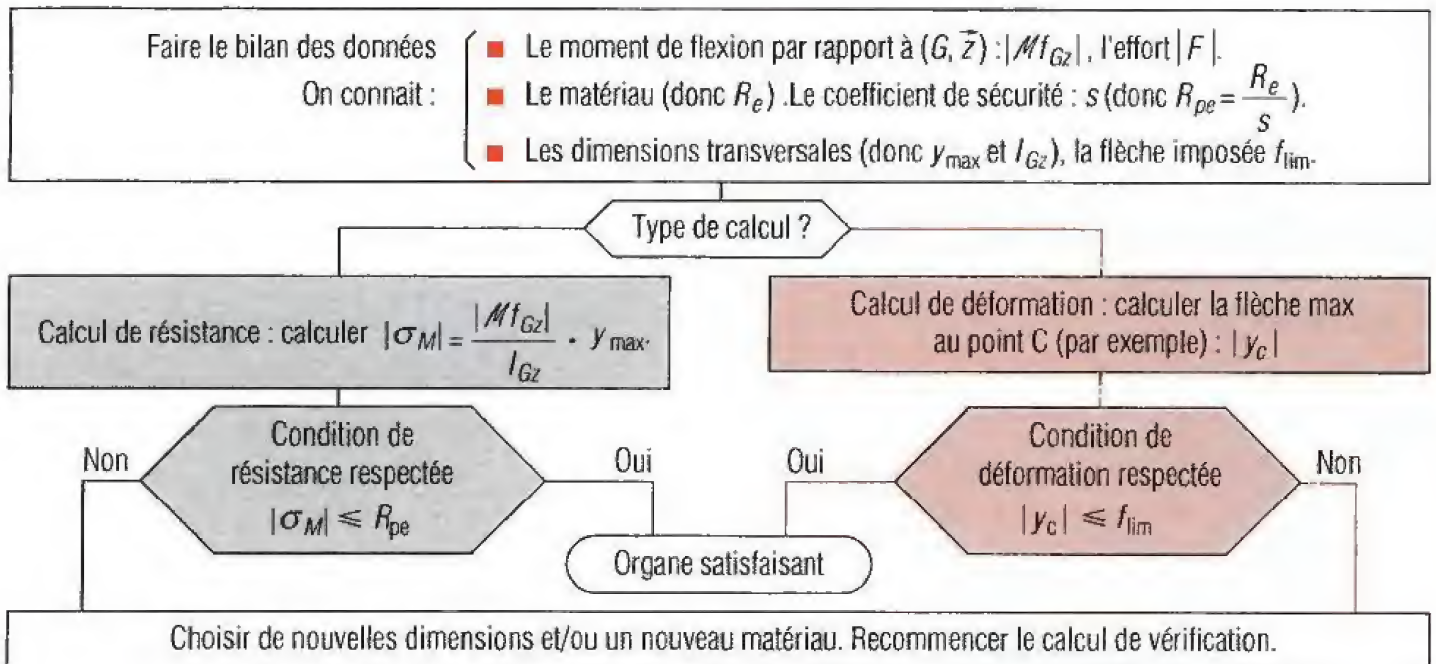 Faire le bilan des données
On connait :
■ Le moment de flexion par rapport à (G, z⃗) :|Mf_Gz|, l'effort |F|.
■ Le matériau (donc R_e) .Le coefficient de sécurité : s (donc R_pe = R_e/s).
■ Les dimensions transversales (donc y_max et I_Gz), la flèche imposée f_lim.
Type de calcul ?
Calcul de résistance : calculer |σ_M| = |Mf_Gz|/I_Gz · y_max.
Calcul de déformation : calculer la flèche max
au point C (par exemple) : |y_c|
Non
Condition de
résistance respectée
|σ_M| ⩽ R_pe
Oui
Oui
Condition de
déformation respectée
|y_c| ⩽ f_lim
Non
Organe satisfaisant
Choisir de nouvelles dimensions et/ou un nouveau matériau. Recommencer le calcul de vérification.